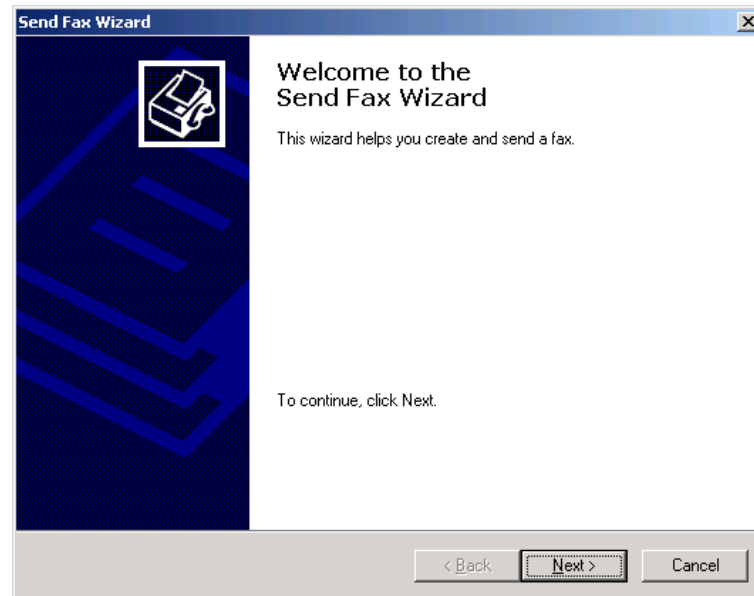 Send Fax Wizard
Welcome to the
Send Fax Wizard
This wizard helps you create and send a fax.
To continue, click Next.
< Back
Next >
Cancel